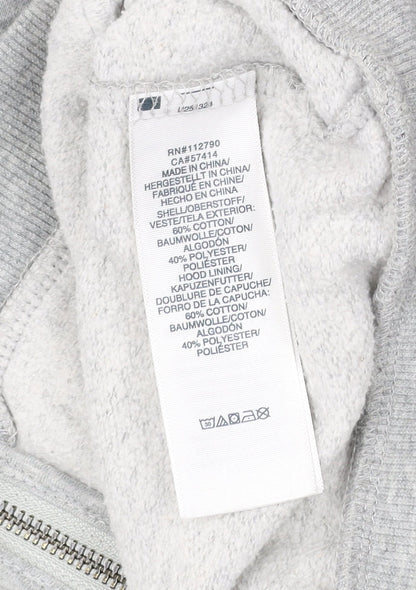 RN#112790
CA#57414
MADE IN CHINA/
HERGESTELLT IN CHINA/
FABRIQUÉ EN CHINE/
HECHO EN CHINA
SHELL/OBERSTOFF/
VESTE/TELA EXTERIOR:
60% COTTON/
BAUMWOLLE/COTON/
ALGODÓN
40% POLYESTER/
POLIÉSTER
HOOD LINING/
KAPUZENFUTTER/
DOUBLURE DE CAPUCHE/
FORRO DE LA CAPUCHA:
60% COTTON/
BAUMWOLLE/COTON/
ALGODÓN
40% POLYESTER/
POLIÉSTER
30